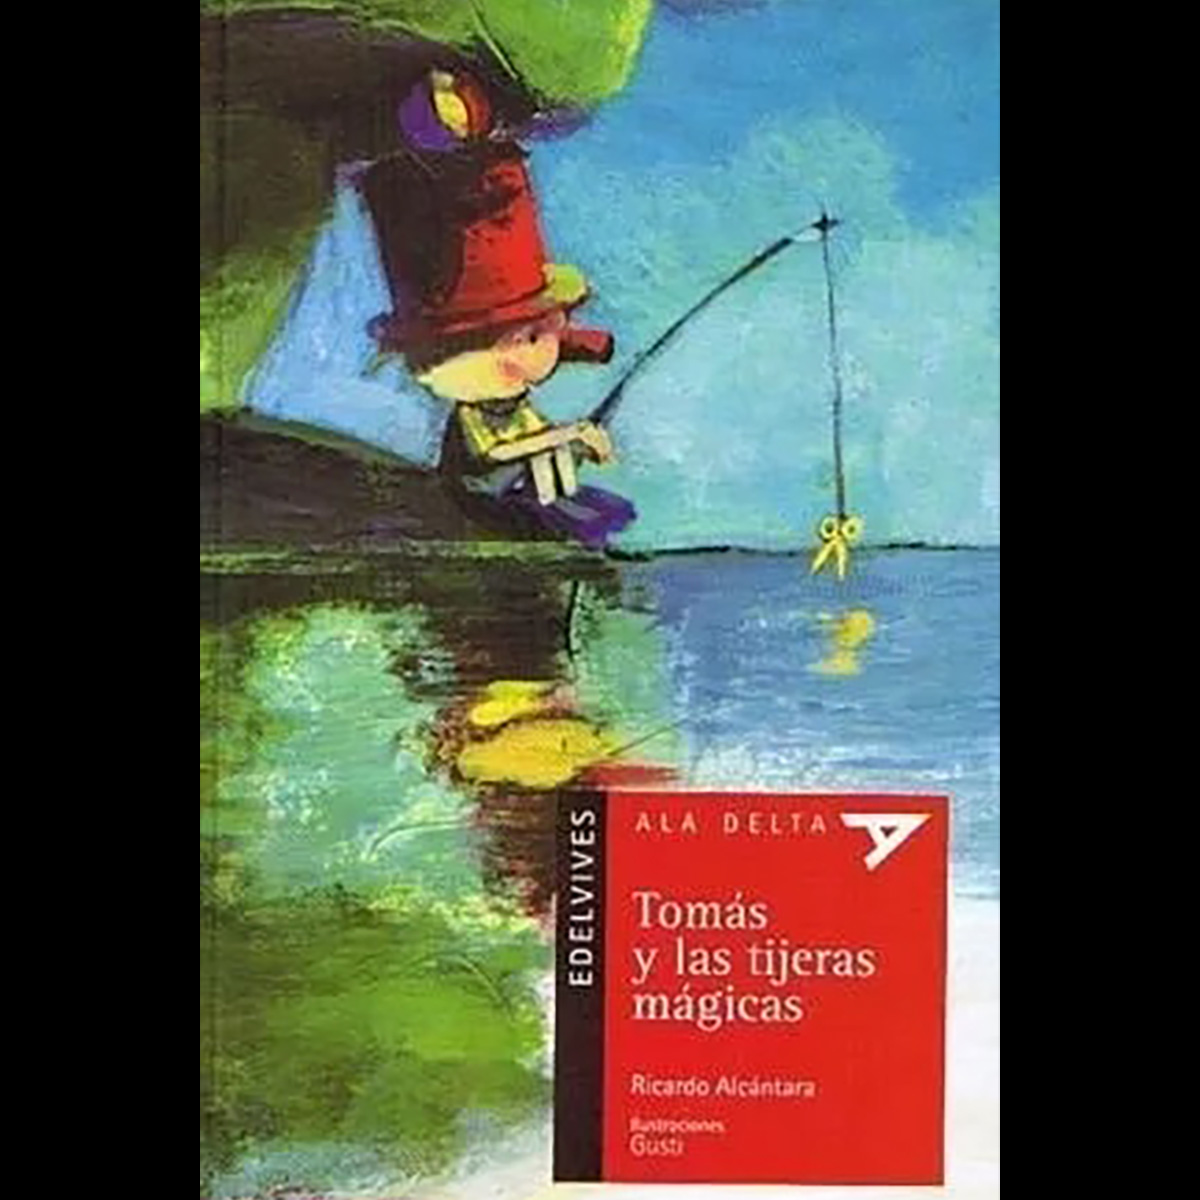 ALA DELTA
EDELVIVES
Tomás
y las tijeras
mágicas
Ricardo Alcántara
Ilustraciones
Gusti